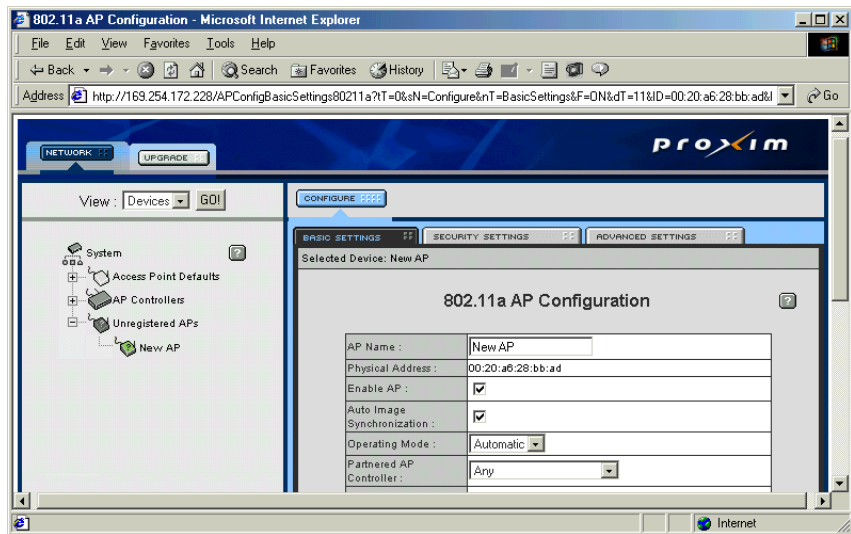 802.11a AP Configuration - Microsoft Internet Explorer
File Edit View Favorites Tools Help
Back Search Favorites History
Address http://169.254.172.228/APConfigBasicSettings80211a?tT=0&sN=Configure&nT=BasicSettings&F=ON&dT=11&ID=00:20:a6:28:bb:ad&l Go
NETWORK UPGRADE proxim
View : Devices GO!
CONFIGURE
BASIC SETTINGS SECURITY SETTINGS ADVANCED SETTINGS
Selected Device: New AP
System ?
Access Point Defaults
AP Controllers
Unregistered APs
New AP
802.11a AP Configuration ?
AP Name : New AP
Physical Address : 00:20:a6:28:bb:ad
Enable AP :
Auto Image
Synchronization :
Operating Mode : Automatic
Partnered AP
Controller : Any
Internet